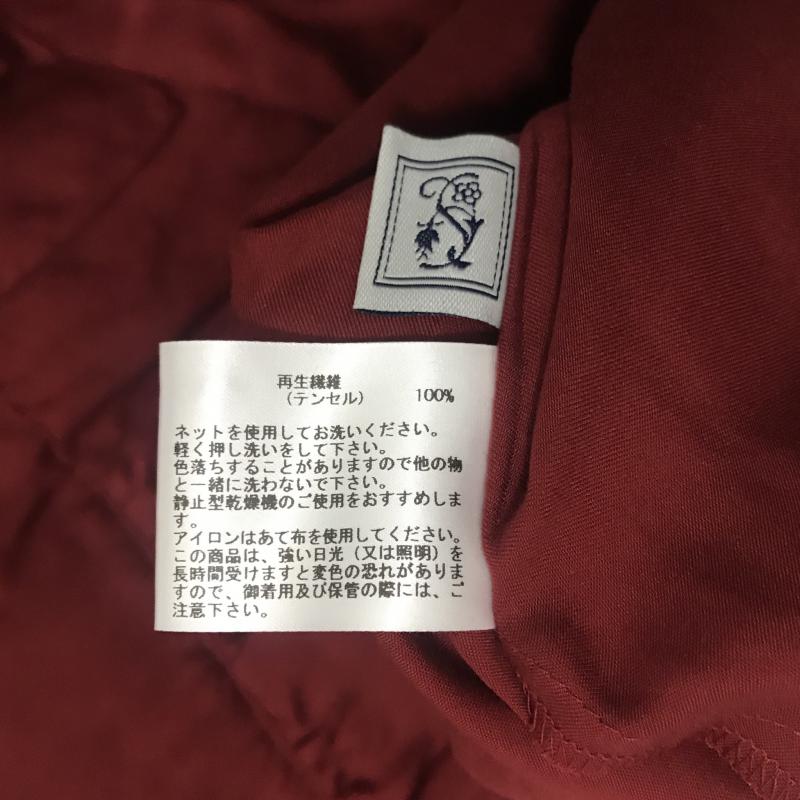 再生繊維
（テンセル） 100%
ネットを使用してお洗いください。
軽く押し洗いをして下さい。
色落ちすることがありますので他の物
と一緒に洗わないで下さい。
静止型乾燥機のご使用をおすすめしま
す。
アイロンはあて布を使用してください。
この商品は、強い日光（又は照明）を
長時間受けますと変色の恐れがありま
すので、御着用及び保管の際には、ご
注意下さい。